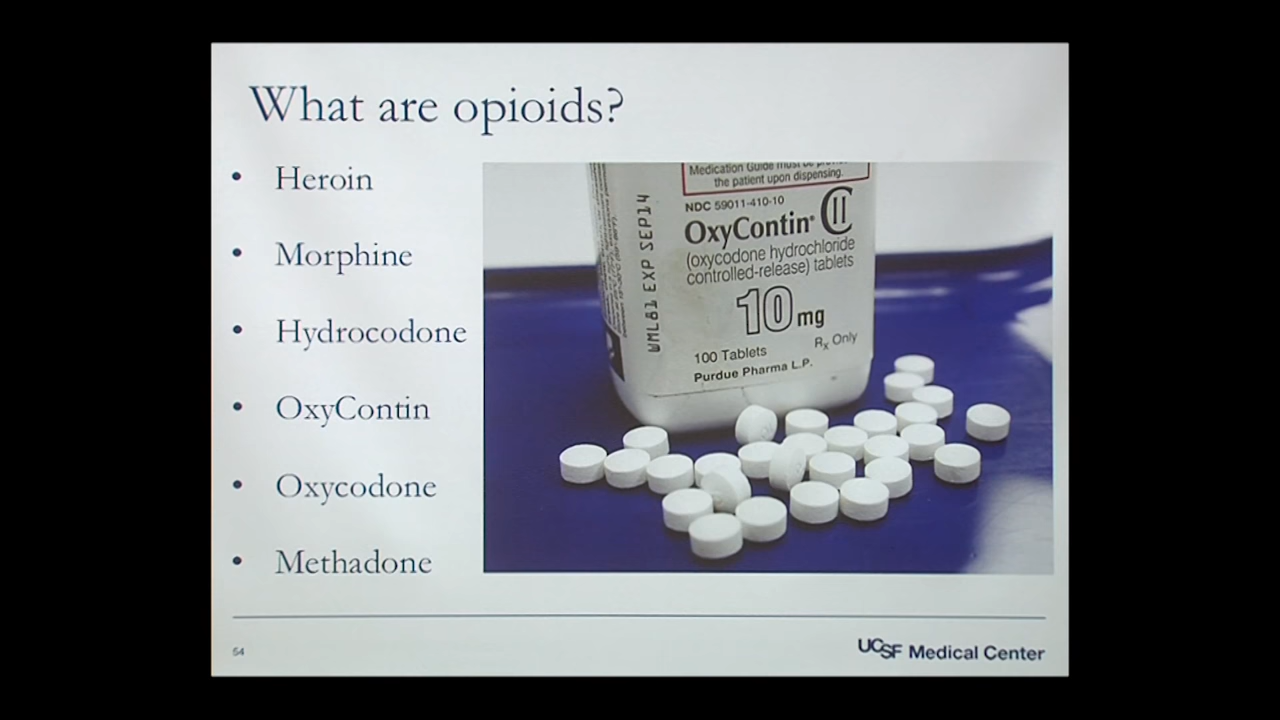 What are opioids?
• Heroin
• Morphine
• Hydrocodone
• OxyContin
• Oxycodone
• Methadone
Medication Guide must be
the patient upon dispensing.
NDC 59011-410-10
OxyContin® CII
(oxycodone hydrochloride
controlled-release) tablets
10 mg
100 Tablets Rx Only
Purdue Pharma L.P.
WML81 EXP SEP14
54
UCSF Medical Center